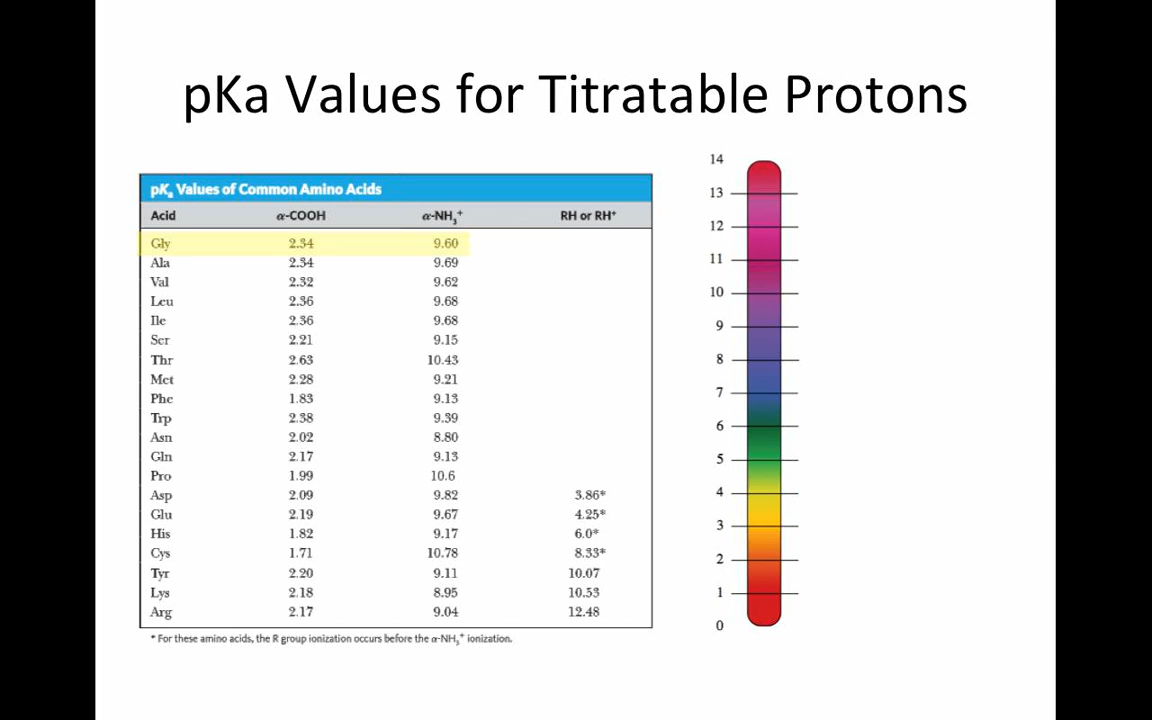 pKa Values for Titratable Protons
pKa Values of Common Amino Acids
Acid α-COOH α-NH3+ RH or RH+
Gly 2.34 9.60
Ala 2.34 9.69
Val 2.32 9.62
Leu 2.36 9.68
Ile 2.36 9.68
Ser 2.21 9.15
Thr 2.63 10.43
Met 2.28 9.21
Phe 1.83 9.13
Trp 2.38 9.39
Asn 2.02 8.80
Gln 2.17 9.13
Pro 1.99 10.6
Asp 2.09 9.82 3.86*
Glu 2.19 9.67 4.25*
His 1.82 9.17 6.0*
Cys 1.71 10.78 8.33*
Tyr 2.20 9.11 10.07
Lys 2.18 8.95 10.53
Arg 2.17 9.04 12.48
* For these amino acids, the R group ionization occurs before the α-NH3+ ionization.
14
13
12
11
10
9
8
7
6
5
4
3
2
1
0